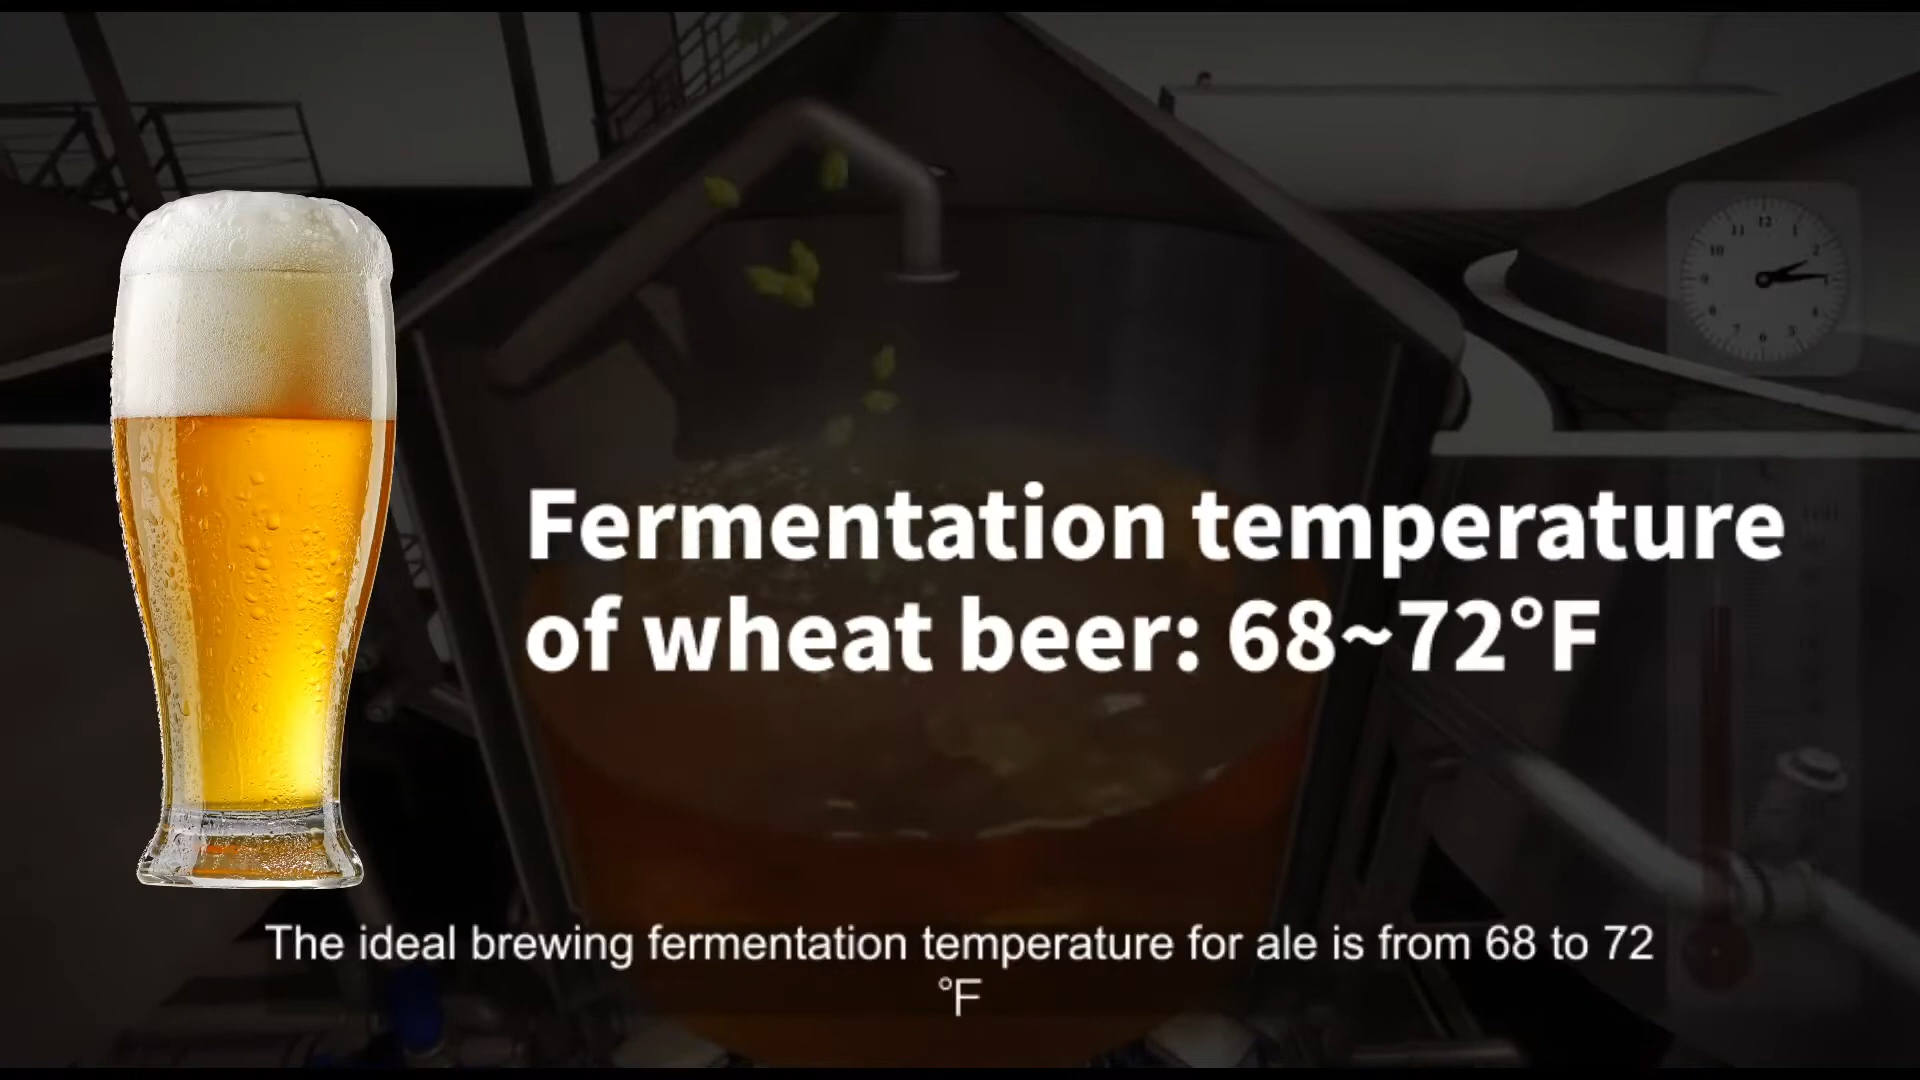 Fermentation temperature
of wheat beer: 68~72°F
The ideal brewing fermentation temperature for ale is from 68 to 72
°F